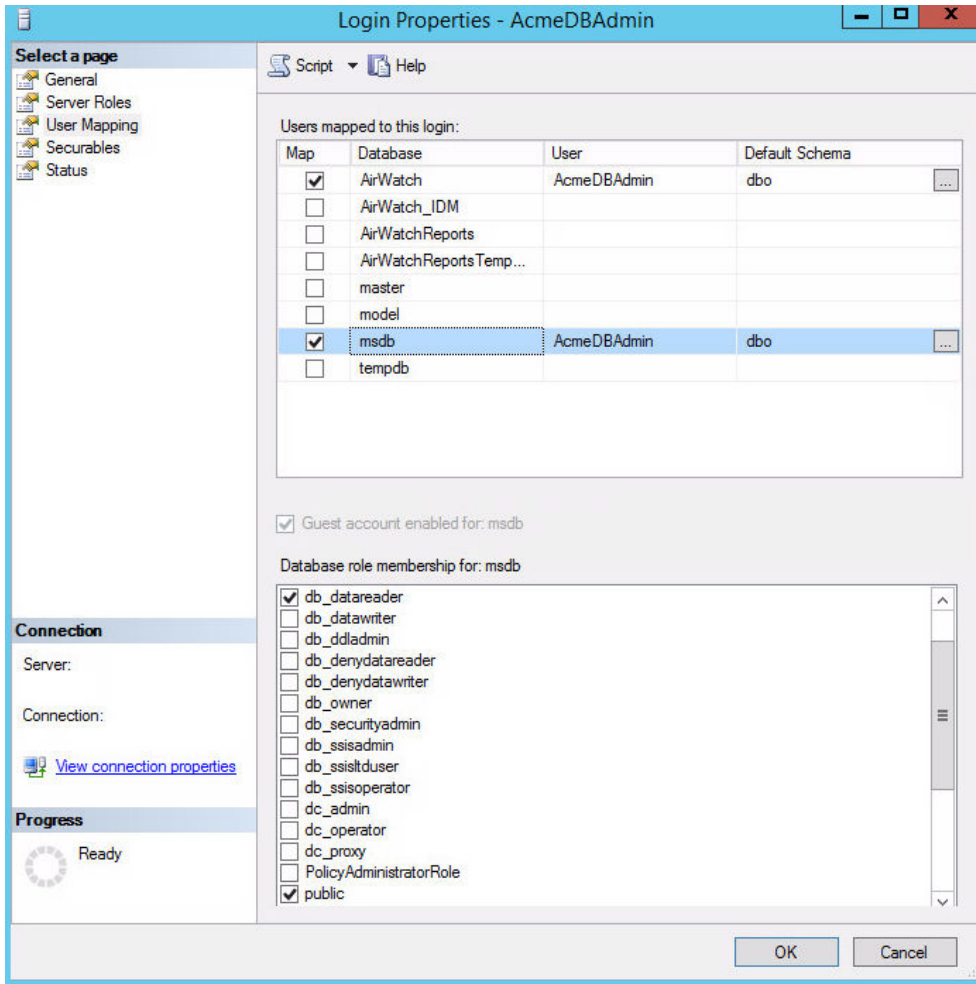 Login Properties - AcmeDBAdmin
Select a page
General
Server Roles
User Mapping
Securables
Status
Script Help
Users mapped to this login:
Map Database User Default Schema
AirWatch AcmeDBAdmin dbo ...
AirWatch_IDM
AirWatchReports
AirWatchReportsTemp...
master
model
msdb AcmeDBAdmin dbo ...
tempdb
Guest account enabled for: msdb
Database role membership for: msdb
db_datareader
db_datawriter
db_ddladmin
db_denydatareader
db_denydatawriter
db_owner
db_securityadmin
db_ssisadmin
db_ssisltduser
db_ssisoperator
dc_admin
dc_operator
dc_proxy
PolicyAdministratorRole
public
Connection
Server:
Connection:
View connection properties
Progress
Ready
OK Cancel